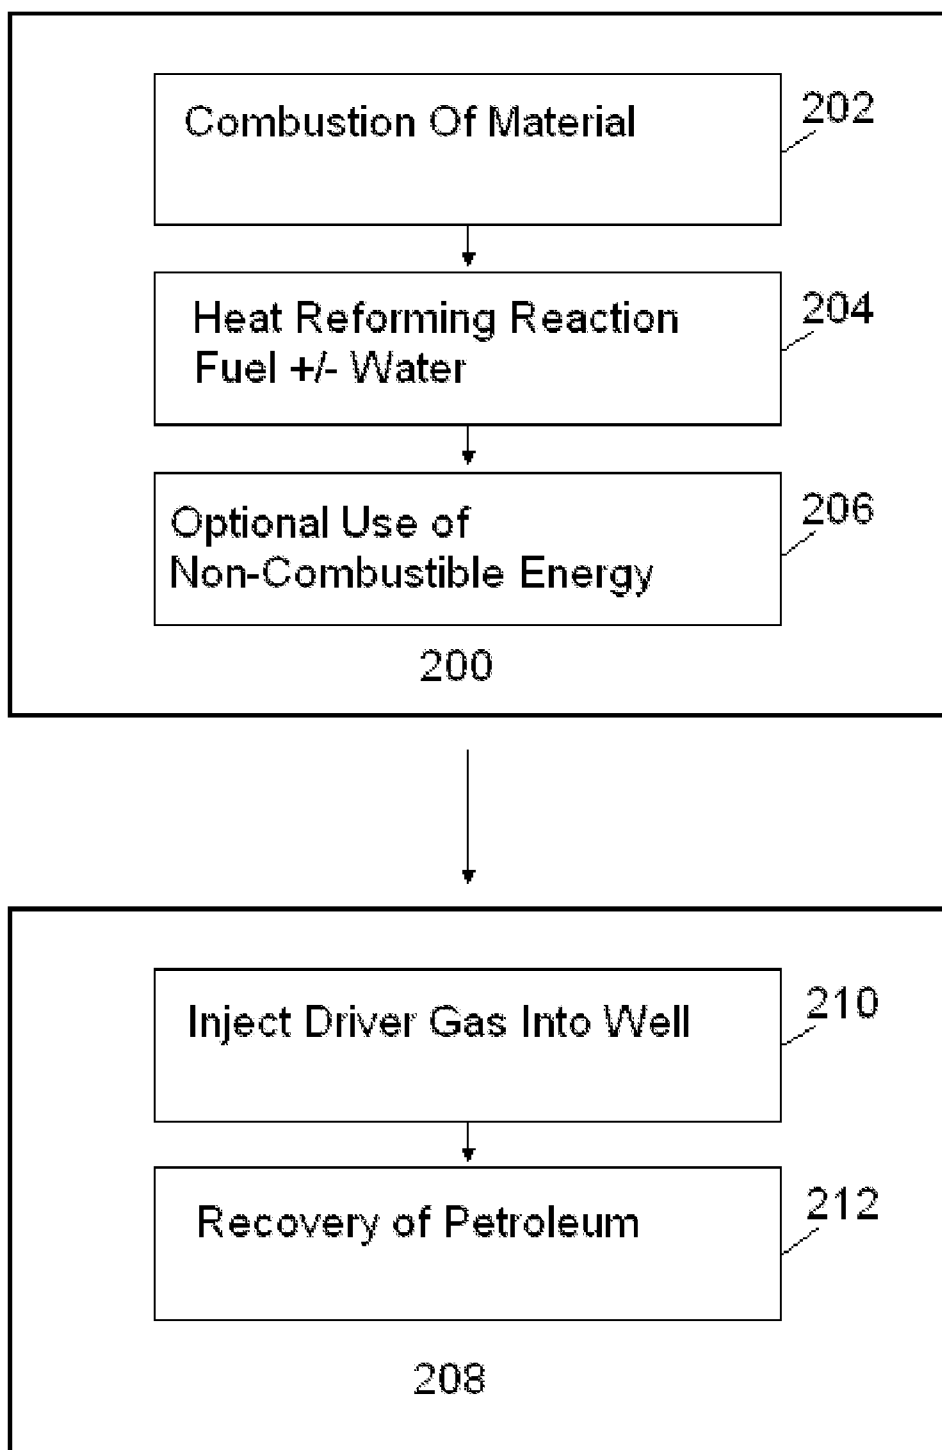 Combustion Of Material
202
Heat Reforming Reaction
Fuel +/- Water
204
Optional Use of
Non-Combustible Energy
206
200
Inject Driver Gas Into Well
210
Recovery of Petroleum
212
208